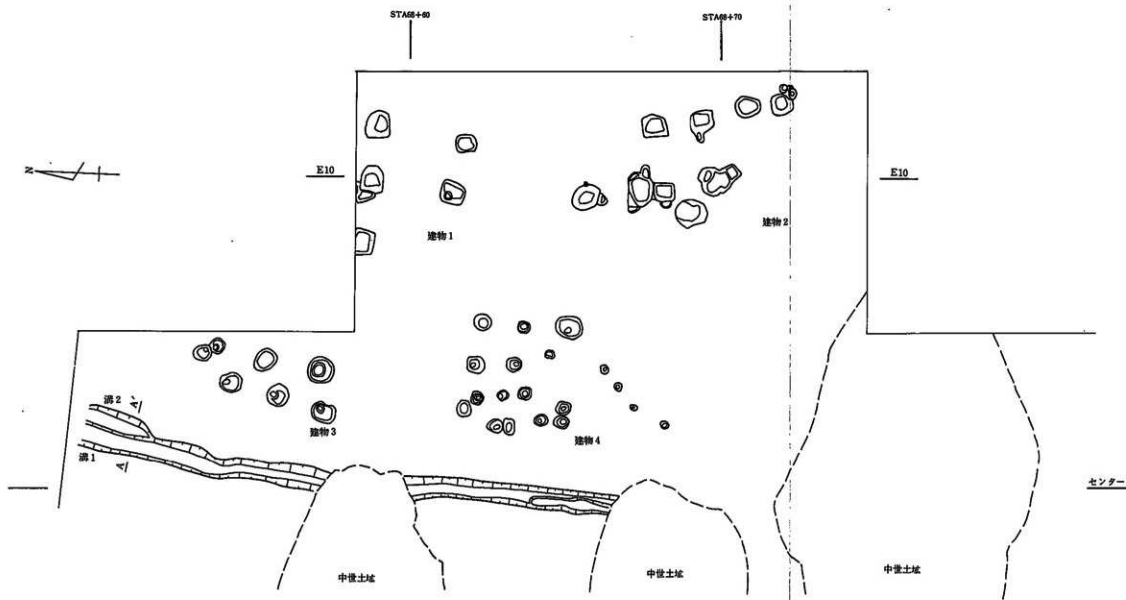 STA68+60
STA68+70
N
E10
E10
建物1
建物2
溝2
A'
建物3
建物4
溝1
A
センター
中世土坑
中世土坑
中世土坑